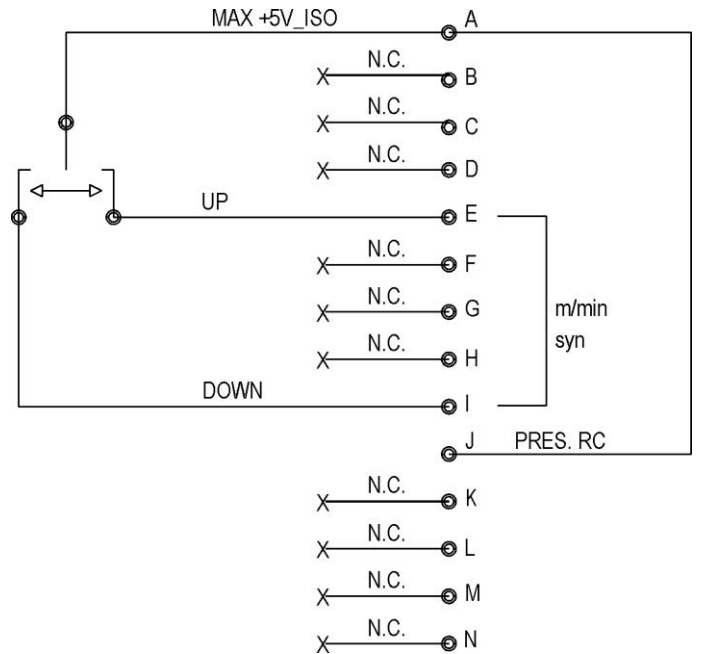 MAX +5V_ISO A
N.C. B
N.C. C
N.C. D
UP E
N.C. F
N.C. G
m/min
syn
N.C. H
DOWN I
J PRES. RC
N.C. K
N.C. L
N.C. M
N.C. N